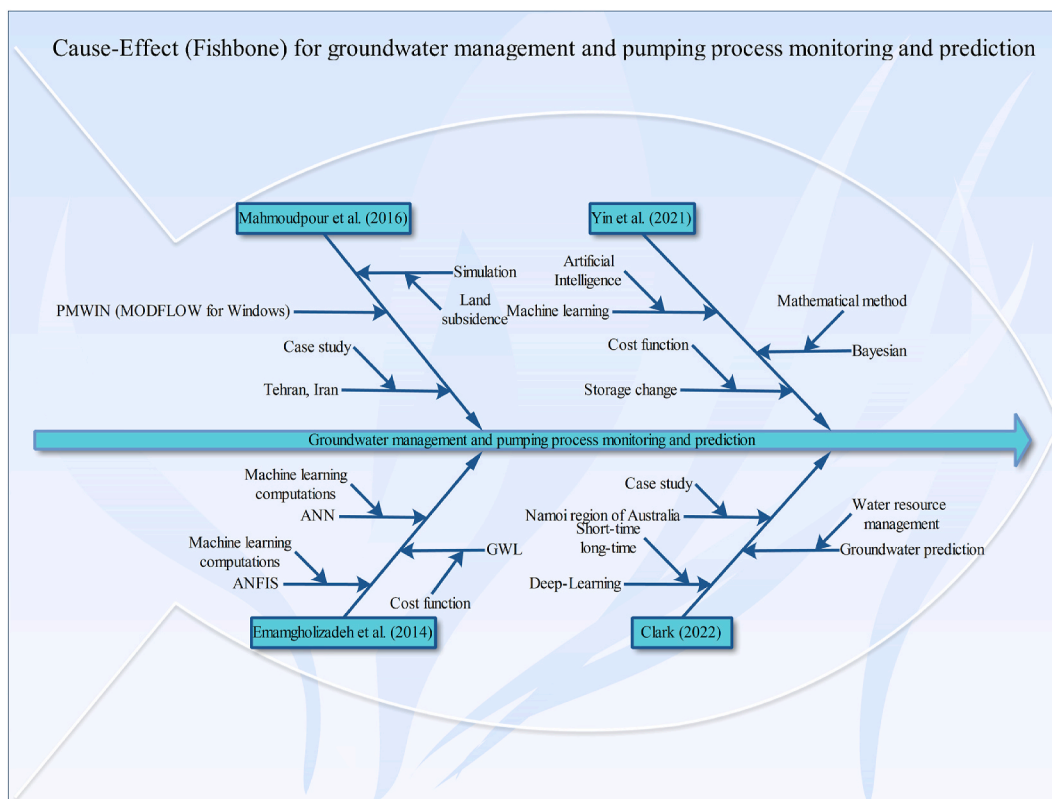 Cause-Effect (Fishbone) for groundwater management and pumping process monitoring and prediction
Mahmoudpour et al. (2016)
Simulation
Land
subsidence
PMWIN (MODFLOW for Windows)
Case study
Tehran, Iran
Yin et al. (2021)
Artificial
Intelligence
Machine learning
Mathematical method
Bayesian
Cost function
Storage change
Groundwater management and pumping process monitoring and prediction
Machine learning
computations
ANN
GWL
Machine learning
computations
ANFIS
Cost function
Emamgholizadeh et al. (2014)
Case study
Namoi region of Australia
Water resource
management
Groundwater prediction
Short-time
long-time
Deep-Learning
Clark (2022)